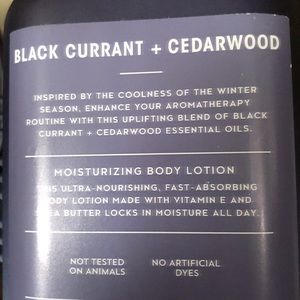 BLACK CURRANT + CEDARWOOD
INSPIRED BY THE COOLNESS OF THE WINTER
SEASON, ENHANCE YOUR AROMATHERAPY
ROUTINE WITH THIS UPLIFTING BLEND OF BLACK
CURRANT + CEDARWOOD ESSENTIAL OILS.
MOISTURIZING BODY LOTION
THIS ULTRA-NOURISHING, FAST-ABSORBING
BODY LOTION MADE WITH VITAMIN E AND
SHEA BUTTER LOCKS IN MOISTURE ALL DAY.
NOT TESTED NO ARTIFICIAL
ON ANIMALS DYES